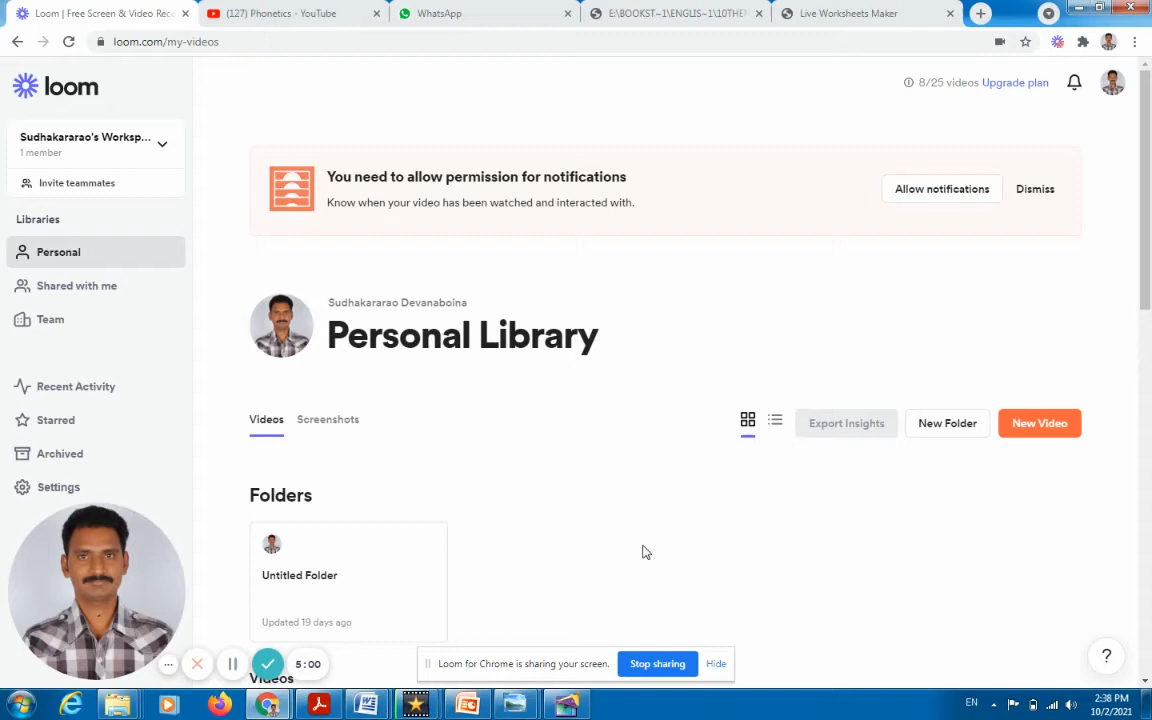 Loom | Free Screen & Video Rec
(127) Phonetics - YouTube
WhatsApp
E:\BOOKST~1\ENGLIS~1\10THE
Live Worksheets Maker
loom.com/my-videos
loom
8/25 videos Upgrade plan
Sudhakararao's Worksp...
1 member
Invite teammates
You need to allow permission for notifications
Know when your video has been watched and interacted with.
Allow notifications
Dismiss
Libraries
Personal
Shared with me
Team
Sudhakararao Devanaboina
Personal Library
Recent Activity
Starred
Archived
Settings
Videos
Screenshots
Export Insights
New Folder
New Video
Folders
Untitled Folder
Updated 19 days ago
Videos
5:00
Loom for Chrome is sharing your screen.
Stop sharing
Hide
?
EN
2:38 PM
10/2/2021